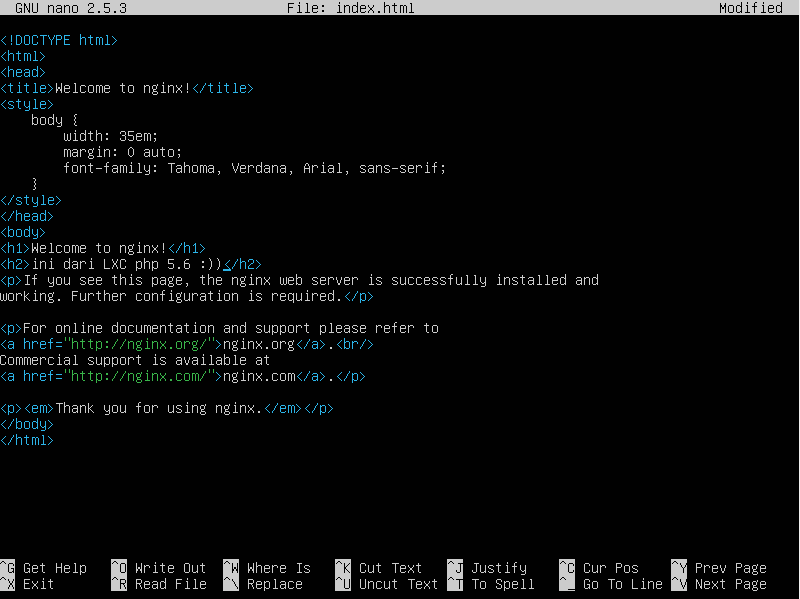 GNU nano 2.5.3 File: index.html Modified
<!DOCTYPE html>
<html>
<head>
<title>Welcome to nginx!</title>
<style>
    body {
        width: 35em;
        margin: 0 auto;
        font-family: Tahoma, Verdana, Arial, sans-serif;
    }
</style>
</head>
<body>
<h1>Welcome to nginx!</h1>
<h2>ini dari LXC php 5.6 :))</h2>
<p>If you see this page, the nginx web server is successfully installed and
working. Further configuration is required.</p>
<p>For online documentation and support please refer to
<a href="http://nginx.org/">nginx.org</a>.<br/>
Commercial support is available at
<a href="http://nginx.com/">nginx.com</a>.</p>
<p><em>Thank you for using nginx.</em></p>
</body>
</html>
^G Get Help ^O Write Out ^W Where Is ^K Cut Text ^J Justify ^C Cur Pos ^Y Prev Page
^X Exit ^R Read File ^\ Replace ^U Uncut Text ^T To Spell ^_ Go To Line ^V Next Page